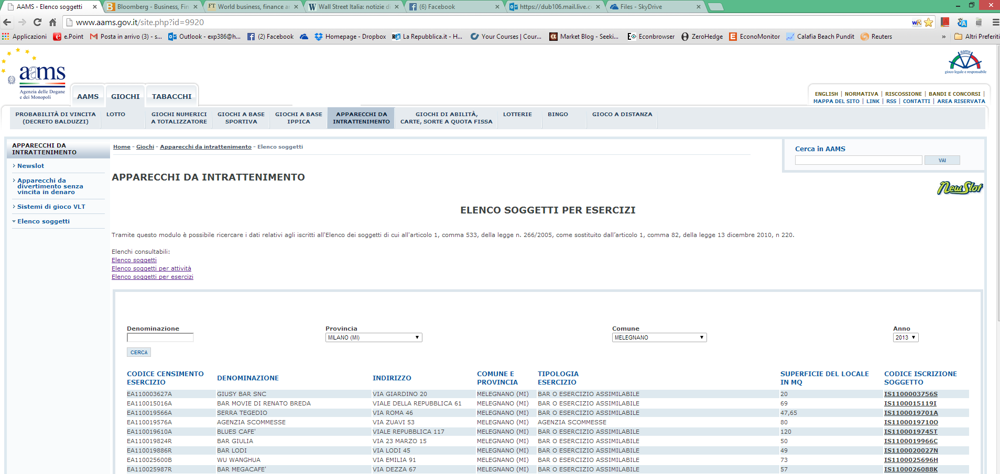 AAMS - Elenco soggetti
Bloomberg - Business, Fin
FT World business, finance a
W Wall Street Italia: notizie d
(6) Facebook
https://dub106.mail.live.c
Files - SkyDrive
www.aams.gov.it/site.php?id=9920
Applicazioni
e.Point
Posta in arrivo (3) - s...
Outlook - exp386@h...
(2) Facebook
Homepage - Dropbox
La Repubblica.it - H...
Your Courses | Cour...
Market Blog - Seeki...
Econbrowser
ZeroHedge
EconoMonitor
Calafia Beach Pundit
Reuters
»
Altri Preferiti
aams
Agenzia delle Dogane
e dei Monopoli
aams
gioco legale e responsabile
AAMS
GIOCHI
TABACCHI
ENGLISH | NORMATIVA | RISCOSSIONE | BANDI E CONCORSI |
MAPPA DEL SITO | LINK | RSS | CONTATTI | AREA RISERVATA
PROBABILITÀ DI VINCITA
(DECRETO BALDUZZI)
LOTTO
GIOCHI NUMERICI
A TOTALIZZATORE
GIOCHI A BASE
SPORTIVA
GIOCHI A BASE
IPPICA
APPARECCHI DA
INTRATTENIMENTO
GIOCHI DI ABILITÀ,
CARTE, SORTE A QUOTA FISSA
LOTTERIE
BINGO
GIOCO A DISTANZA
APPARECCHI DA
INTRATTENIMENTO
Newslot
Apparecchi da
divertimento senza
vincita in denaro
Sistemi di gioco VLT
Elenco soggetti
Home - Giochi - Apparecchi da intrattenimento - Elenco soggetti
Cerca in AAMS
VAI
APPARECCHI DA INTRATTENIMENTO
New Slot
ELENCO SOGGETTI PER ESERCIZI
Tramite questo modulo è possibile ricercare i dati relativi agli iscritti all'Elenco dei soggetti di cui all'articolo 1, comma 533, della legge n. 266/2005, come sostituito dall’articolo 1, comma 82, della legge 13 dicembre 2010, n 220.
Elenchi consultabili:
Elenco soggetti
Elenco soggetti per attività
Elenco soggetti per esercizi
Denominazione
Provincia
Comune
Anno
MILANO (MI)
MELEGNANO
2013
CERCA
CODICE CENSIMENTO ESERCIZIO DENOMINAZIONE INDIRIZZO COMUNE E PROVINCIA TIPOLOGIA ESERCIZIO SUPERFICIE DEL LOCALE IN MQ CODICE ISCRIZIONE SOGGETTO
EA110003627A GIUSY BAR SNC VIA GIARDINO 20 MELEGNANO (MI) BAR O ESERCIZIO ASSIMILABILE 20 IS1100003756S
EA110015016A BAR MOVIE DI RENATO BREDA VIALE DELLA REPUBBLICA 61 MELEGNANO (MI) BAR O ESERCIZIO ASSIMILABILE 69 IS1100015119I
EA110019566A SERRA TEGEDIO VIA ROMA 46 MELEGNANO (MI) BAR O ESERCIZIO ASSIMILABILE 47,65 IS1100019701A
EA110019576A AGENZIA SCOMMESSE VIA ZUAVI 53 MELEGNANO (MI) AGENZIA SCOMMESSE 80 IS1100019710O
EA110019610A BLUES CAFE' VIALE REPUBBLICA 117 MELEGNANO (MI) BAR O ESERCIZIO ASSIMILABILE 120 IS1100019745T
EA110019824R BAR GIULIA VIA 23 MARZO 15 MELEGNANO (MI) BAR O ESERCIZIO ASSIMILABILE 50 IS1100019966C
EA110019886R BAR LODI VIA LODI 45 MELEGNANO (MI) BAR O ESERCIZIO ASSIMILABILE 49 IS1100020027N
EA110025600B WU WANGHUA VIA EMILIA 91 MELEGNANO (MI) BAR O ESERCIZIO ASSIMILABILE 73 IS1100025696H
EA110025987R BAR MEGACAFE' VIA DEZZA 67 MELEGNANO (MI) BAR O ESERCIZIO ASSIMILABILE 57 IS1100026088K